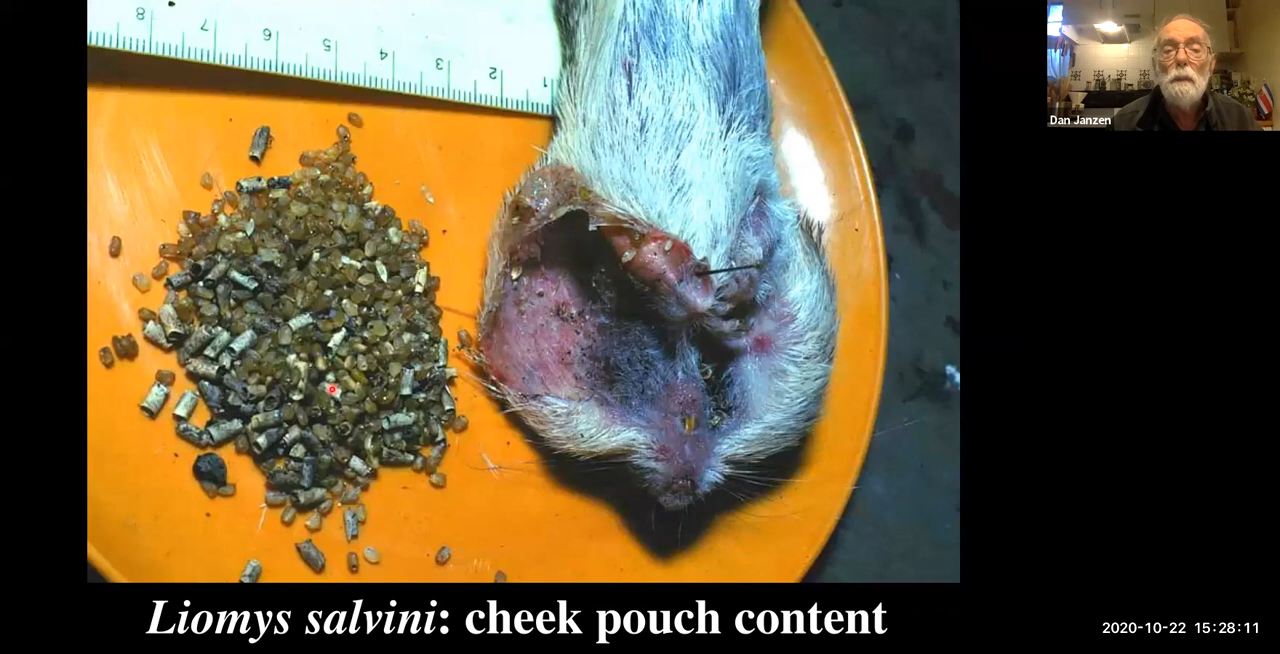 8 7 6 5 4 3 2 1
Dan Janzen
Liomys salvini: cheek pouch content
2020-10-22 15:28:11